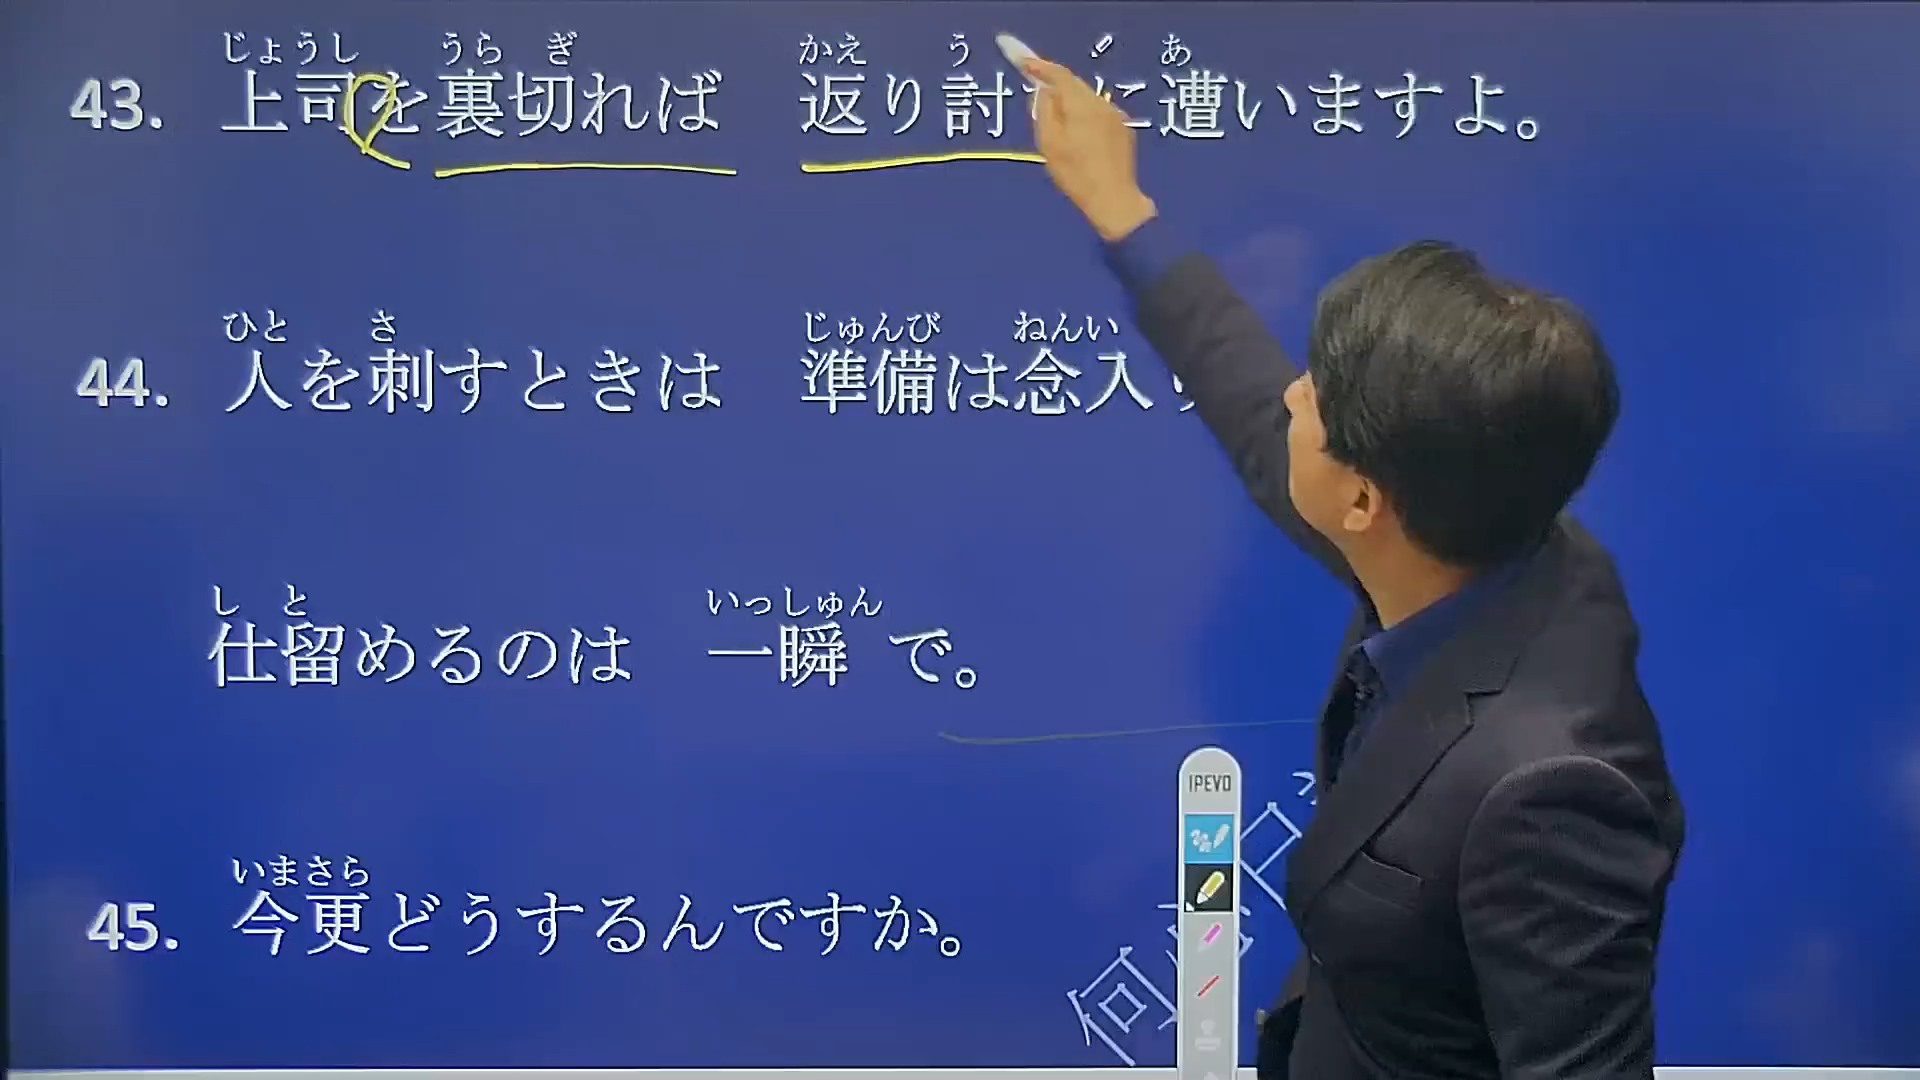 じょうし うら ぎ かえ う あ
43. 上司を裏切れば 返り討 に遭いますよ。
ひと さ じゅんび ねんい
44. 人を刺すときは 準備は念入
し と いっしゅん
仕留めるのは 一瞬 で。
いまさら
45. 今更どうするんですか。
IPEVO
何